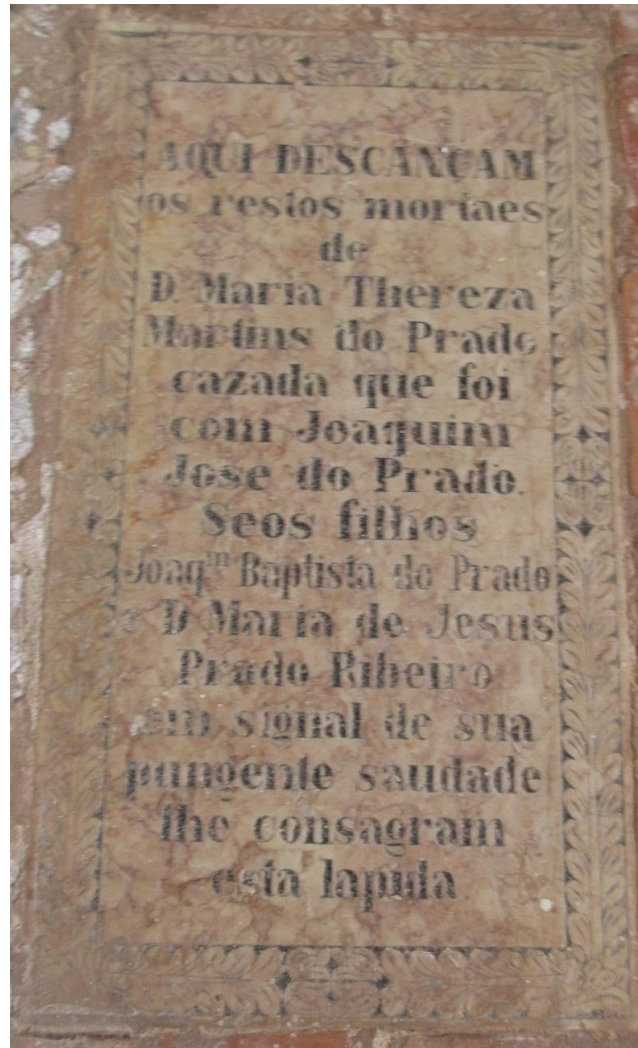 AQUI DESCANÇAM
os restos mortaes
de
D. Maria Thereza
Martins do Prado
cazada que foi
com Joaquim
Jose do Prado.
Seos filhos
Joaqᵐ Baptista do Prado
e D. Maria de Jesus
Prado Ribeiro
em signal de sua
pungente saudade
lhe consagram
esta lapida.